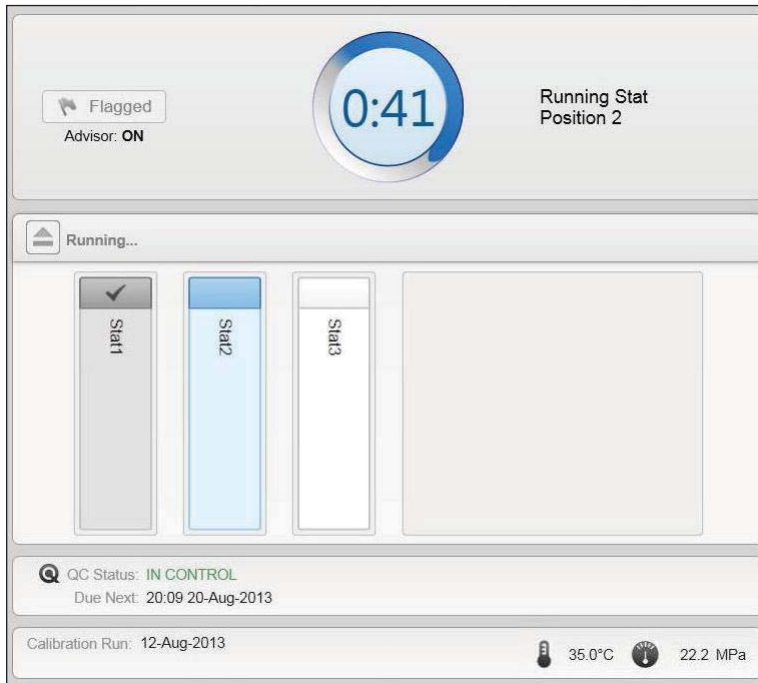 Flagged
Advisor: ON
0:41
Running Stat
Position 2
Running...
Stat1
Stat2
Stat3
QC Status: IN CONTROL
Due Next: 20:09 20-Aug-2013
Calibration Run: 12-Aug-2013
35.0°C
22.2 MPa